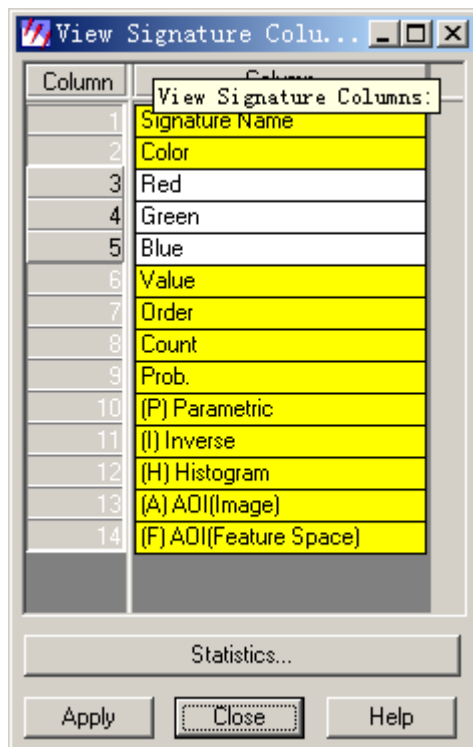 View Signature Colu...
Column
View Signature Columns:
1 Signature Name
2 Color
3 Red
4 Green
5 Blue
6 Value
7 Order
8 Count
9 Prob.
10 (P) Parametric
11 (I) Inverse
12 (H) Histogram
13 (A) AOI(Image)
14 (F) AOI(Feature Space)
Statistics...
Apply Close Help